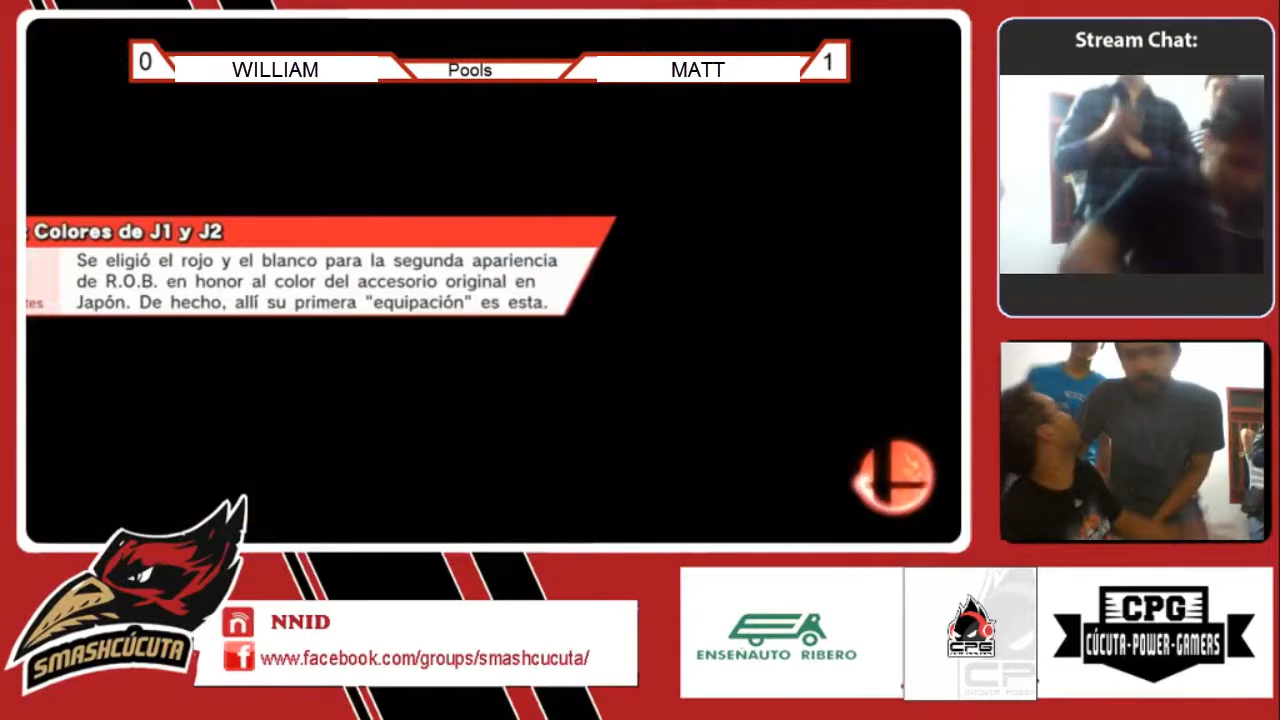 0
WILLIAM
Pools
MATT
1
Stream Chat:
: Colores de J1 y J2
Se eligió el rojo y el blanco para la segunda apariencia
de R.O.B. en honor al color del accesorio original en
Japón. De hecho, allí su primera "equipación" es esta.
tes
SMASHCÚCUTA
NNID
www.facebook.com/groups/smashcucuta/
ENSEÑAUTO RIBERO
CPG
CPG
CÚCUTA-POWER-GAMERS